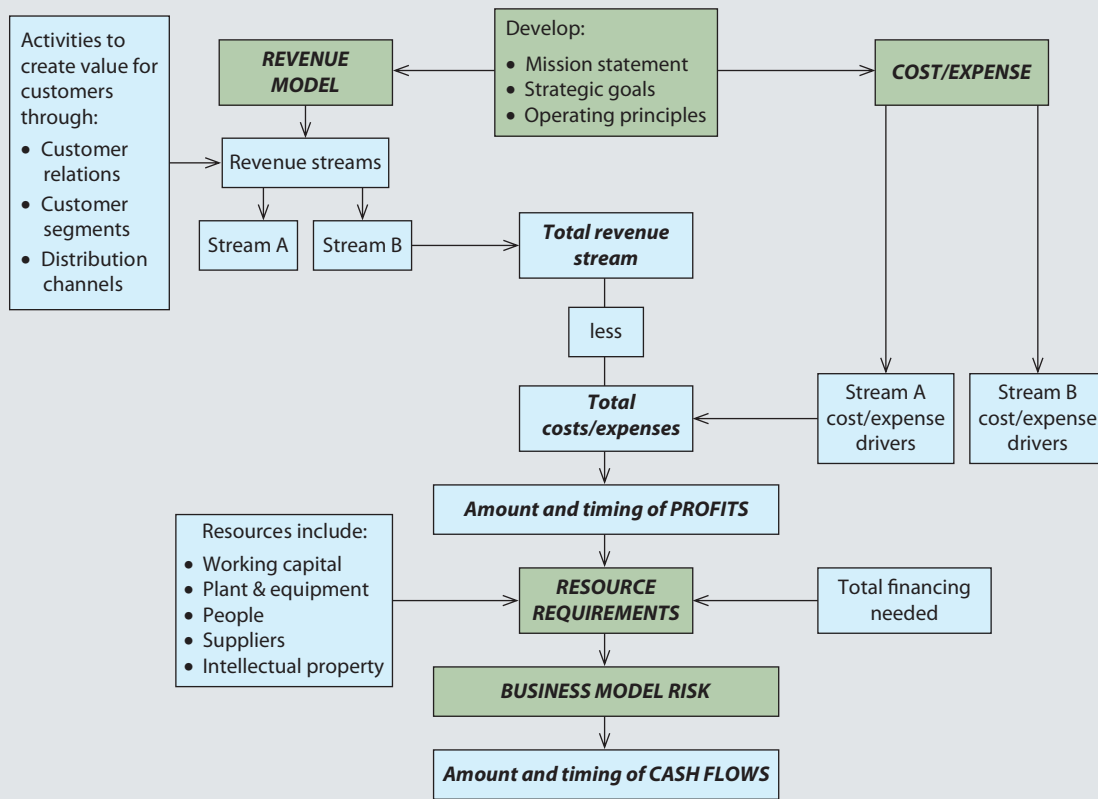 Activities to
create value for
customers
through:
• Customer
relations
• Customer
segments
• Distribution
channels
REVENUE
MODEL
Develop:
• Mission statement
• Strategic goals
• Operating principles
COST/EXPENSE
Revenue streams
Stream A
Stream B
Total revenue
stream
less
Total
costs/expenses
Stream A
cost/expense
drivers
Stream B
cost/expense
drivers
Amount and timing of PROFITS
Resources include:
• Working capital
• Plant & equipment
• People
• Suppliers
• Intellectual property
RESOURCE
REQUIREMENTS
Total financing
needed
BUSINESS MODEL RISK
Amount and timing of CASH FLOWS